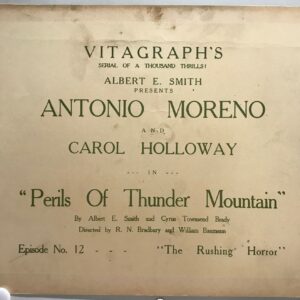 VITAGRAPH'S
SERIAL OF A THOUSAND THRILLS!
ALBERT E. SMITH
PRESENTS
ANTONIO MORENO
AND
CAROL HOLLOWAY
--- IN ---
"Perils Of Thunder Mountain"
By Albert E. Smith and Cyrus Townsend Brady
Directed by R. N. Bradbury and William Baumann
Episode No. 12 - - - "The Rushing Horror"